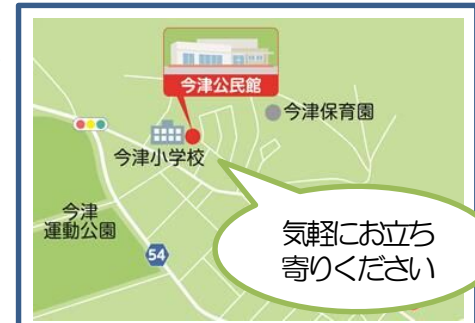 今津公民館
今津保育園
今津小学校
今津
運動公園
54
気軽にお立ち
寄りください